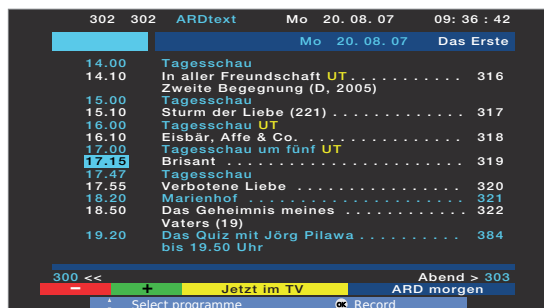 302 302 ARDtext Mo 20. 08. 07 09: 36 : 42
Mo 20. 08. 07 Das Erste
14.00 Tagesschau
14.10 In aller Freundschaft UT . . . . . . . . . . . 316
Zweite Begegnung (D, 2005)
15.00 Tagesschau
15.10 Sturm der Liebe (221) . . . . . . . . . . . . . 317
16.00 Tagesschau UT
16.10 Eisbär, Affe & Co. . . . . . . . . . . . . . . . 318
17.00 Tagesschau um fünf UT
17.15 Brisant . . . . . . . . . . . . . . . . . . . . . 319
17.47 Tagesschau
17.55 Verbotene Liebe . . . . . . . . . . . . . . . . 320
18.20 Marienhof . . . . . . . . . . . . . . . . . . . 321
18.50 Das Geheimnis meines . . . . . . . . . . . 322
Vaters (19)
19.20 Das Quiz mit Jörg Pilawa . . . . . . . . . . 384
bis 19.50 Uhr
300 << Abend > 303
− + Jetzt im TV ARD morgen
Select programme OK Record